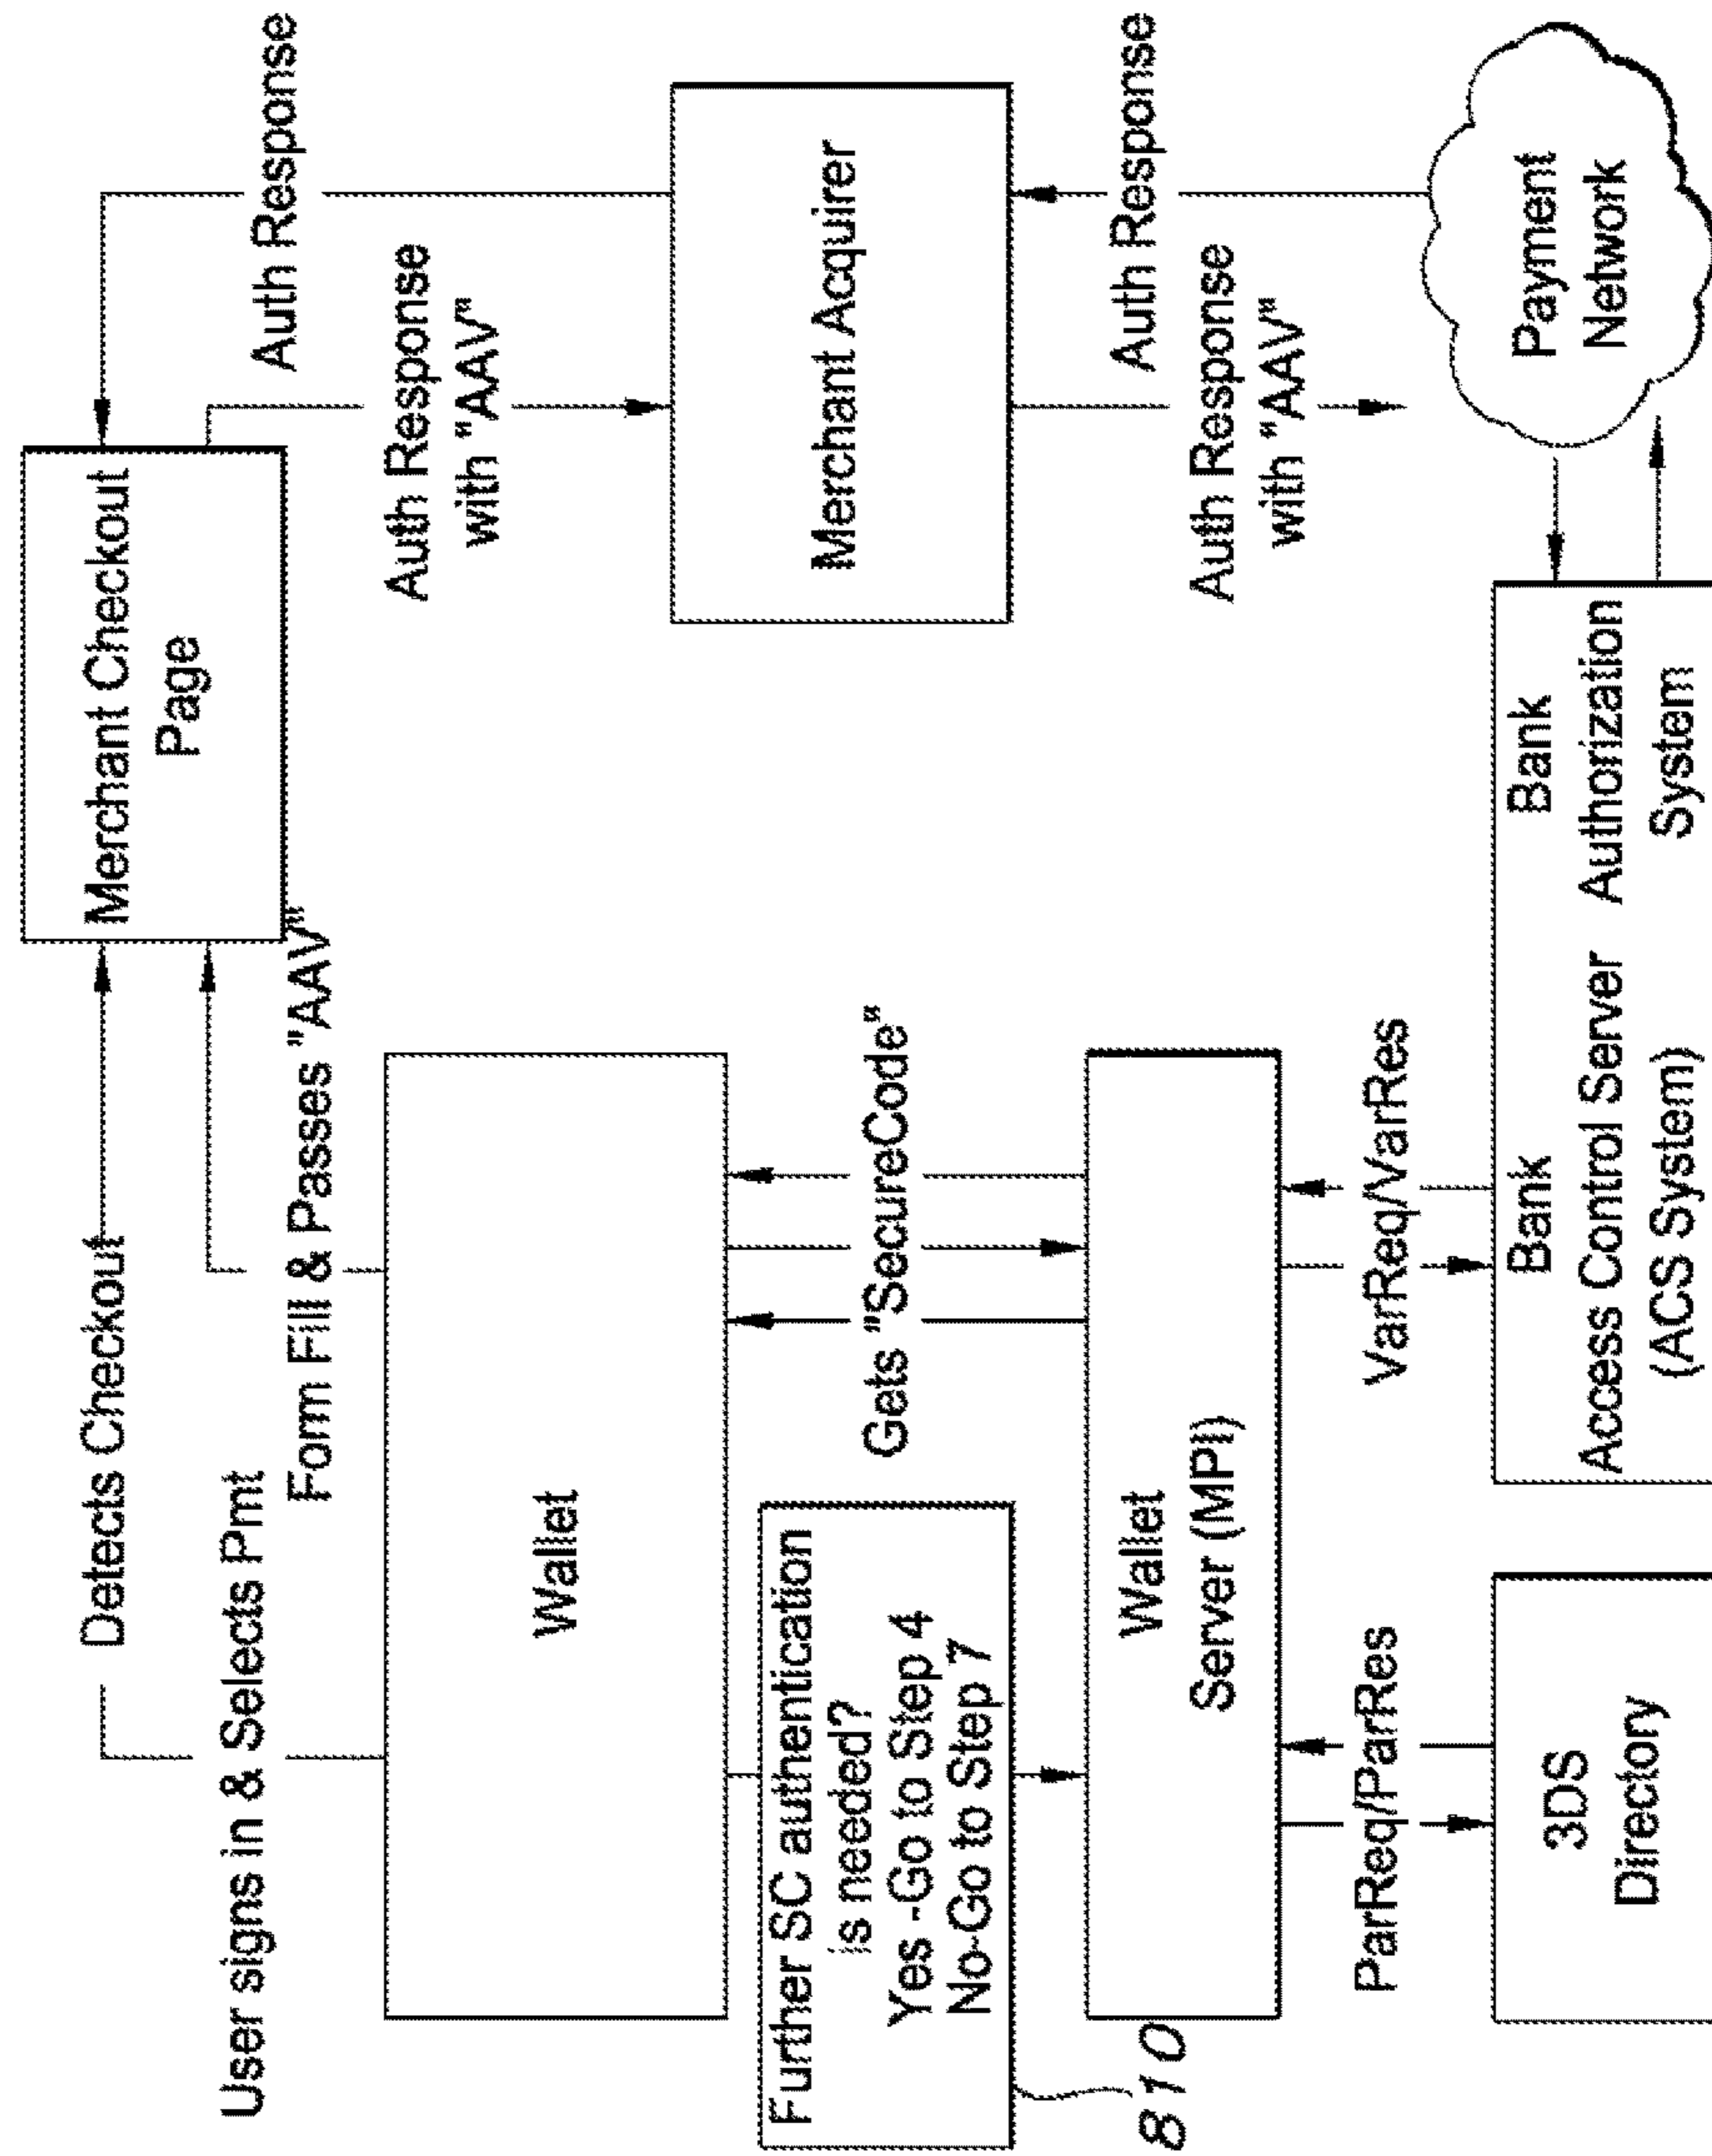 Detects Checkout
User signs in & Selects Pmt
Form Fill & Passes "AAV"
Merchant Checkout
Page
Auth Response
Auth Response
with "AAV"
Wallet
Further SC authentication
is needed?
Yes -Go to Step 4
No-Go to Step 7
810
Gets "SecureCode"
Merchant Acquirer
Wallet
Server (MPI)
Auth Response
Auth Response
with "AAV"
ParReq/ParRes
VarReq/VarRes
3DS
Directory
Bank
Access Control Server
(ACS System)
Bank
Authorization
System
Payment
Network